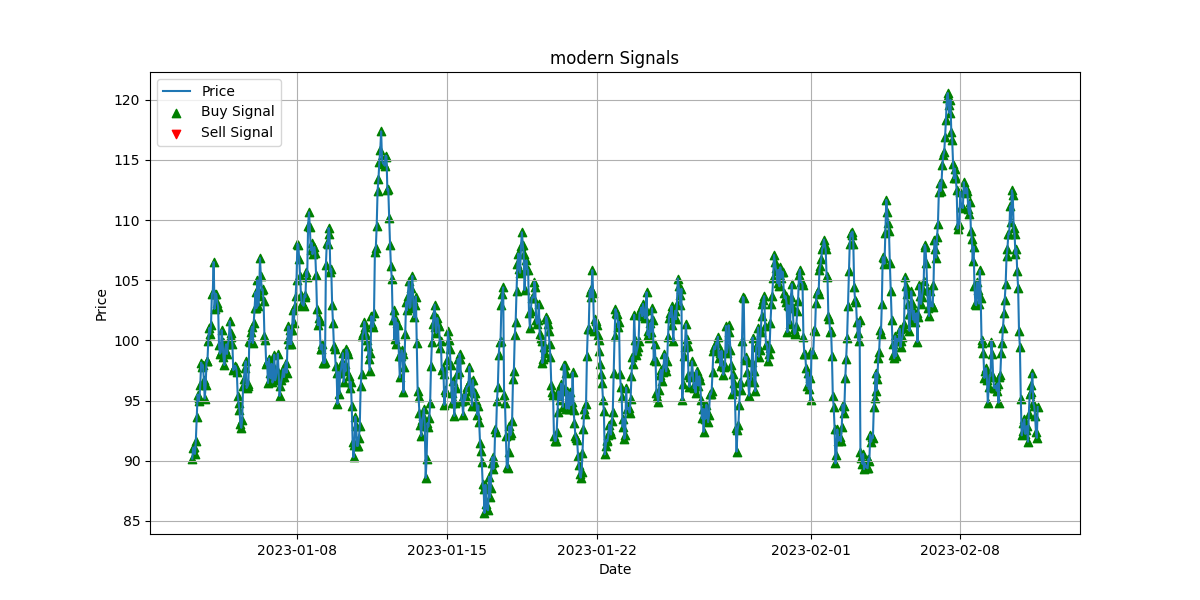 modern Signals
Price
Buy Signal
Sell Signal
120
115
110
105
100
95
90
85
Price
2023-01-08
2023-01-15
2023-01-22
2023-02-01
2023-02-08
Date